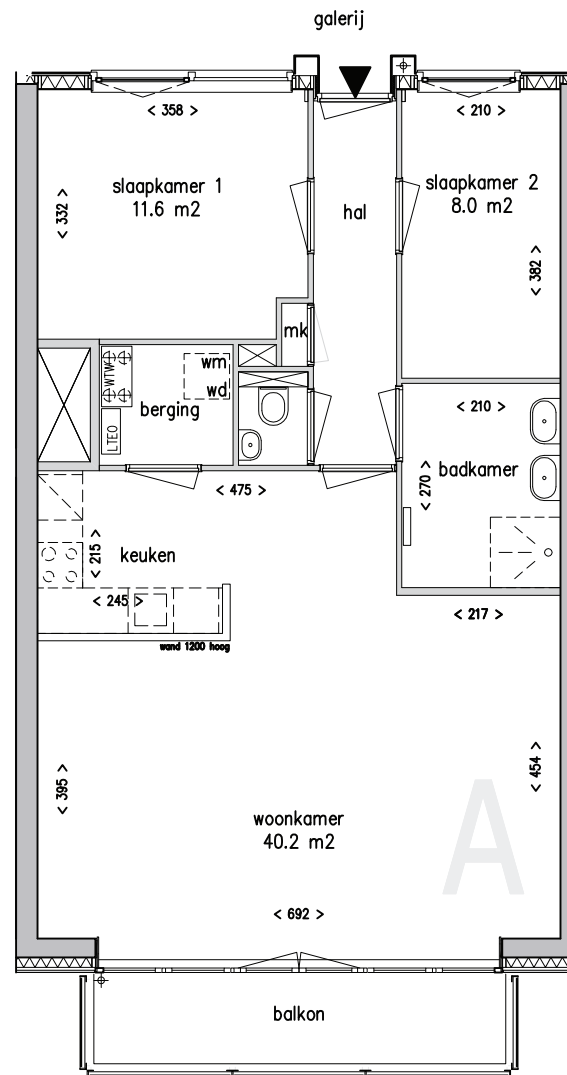 galerij
< 358 >
< 210 >
slaapkamer 1
11.6 m2
slaapkamer 2
8.0 m2
< 332 >
hal
< 382 >
mk
WTW
wm
wd
berging
LTEO
< 210 >
badkamer
< 270 >
< 475 >
keuken
< 215 >
< 245 >
< 217 >
wand 1200 hoog
< 395 >
< 454 >
woonkamer
40.2 m2
A
< 692 >
balkon